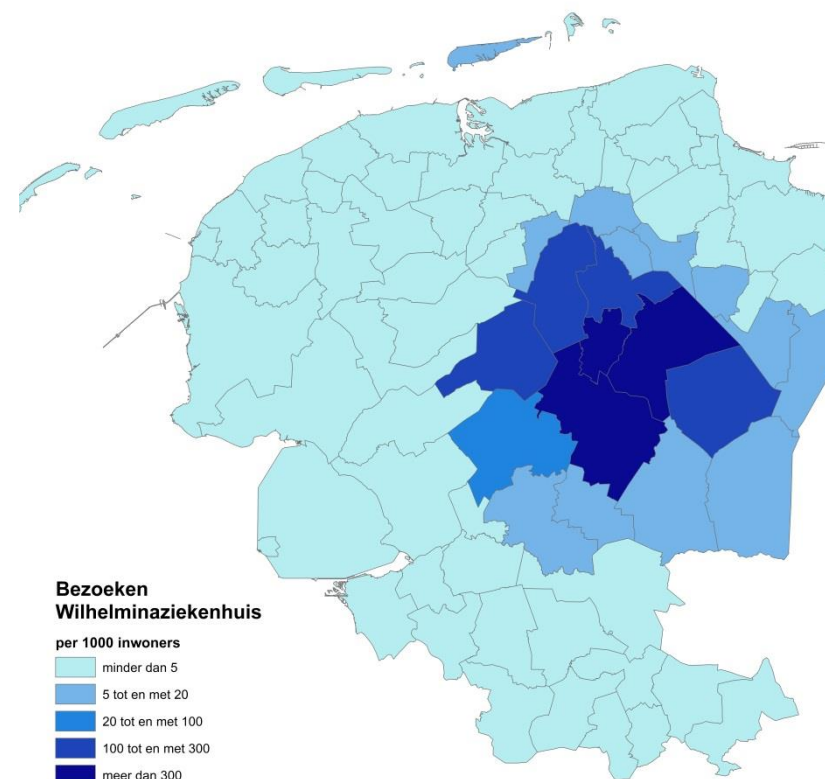 Bezoeken
Wilhelminaziekenhuis
per 1000 inwoners
minder dan 5
5 tot en met 20
20 tot en met 100
100 tot en met 300
meer dan 300